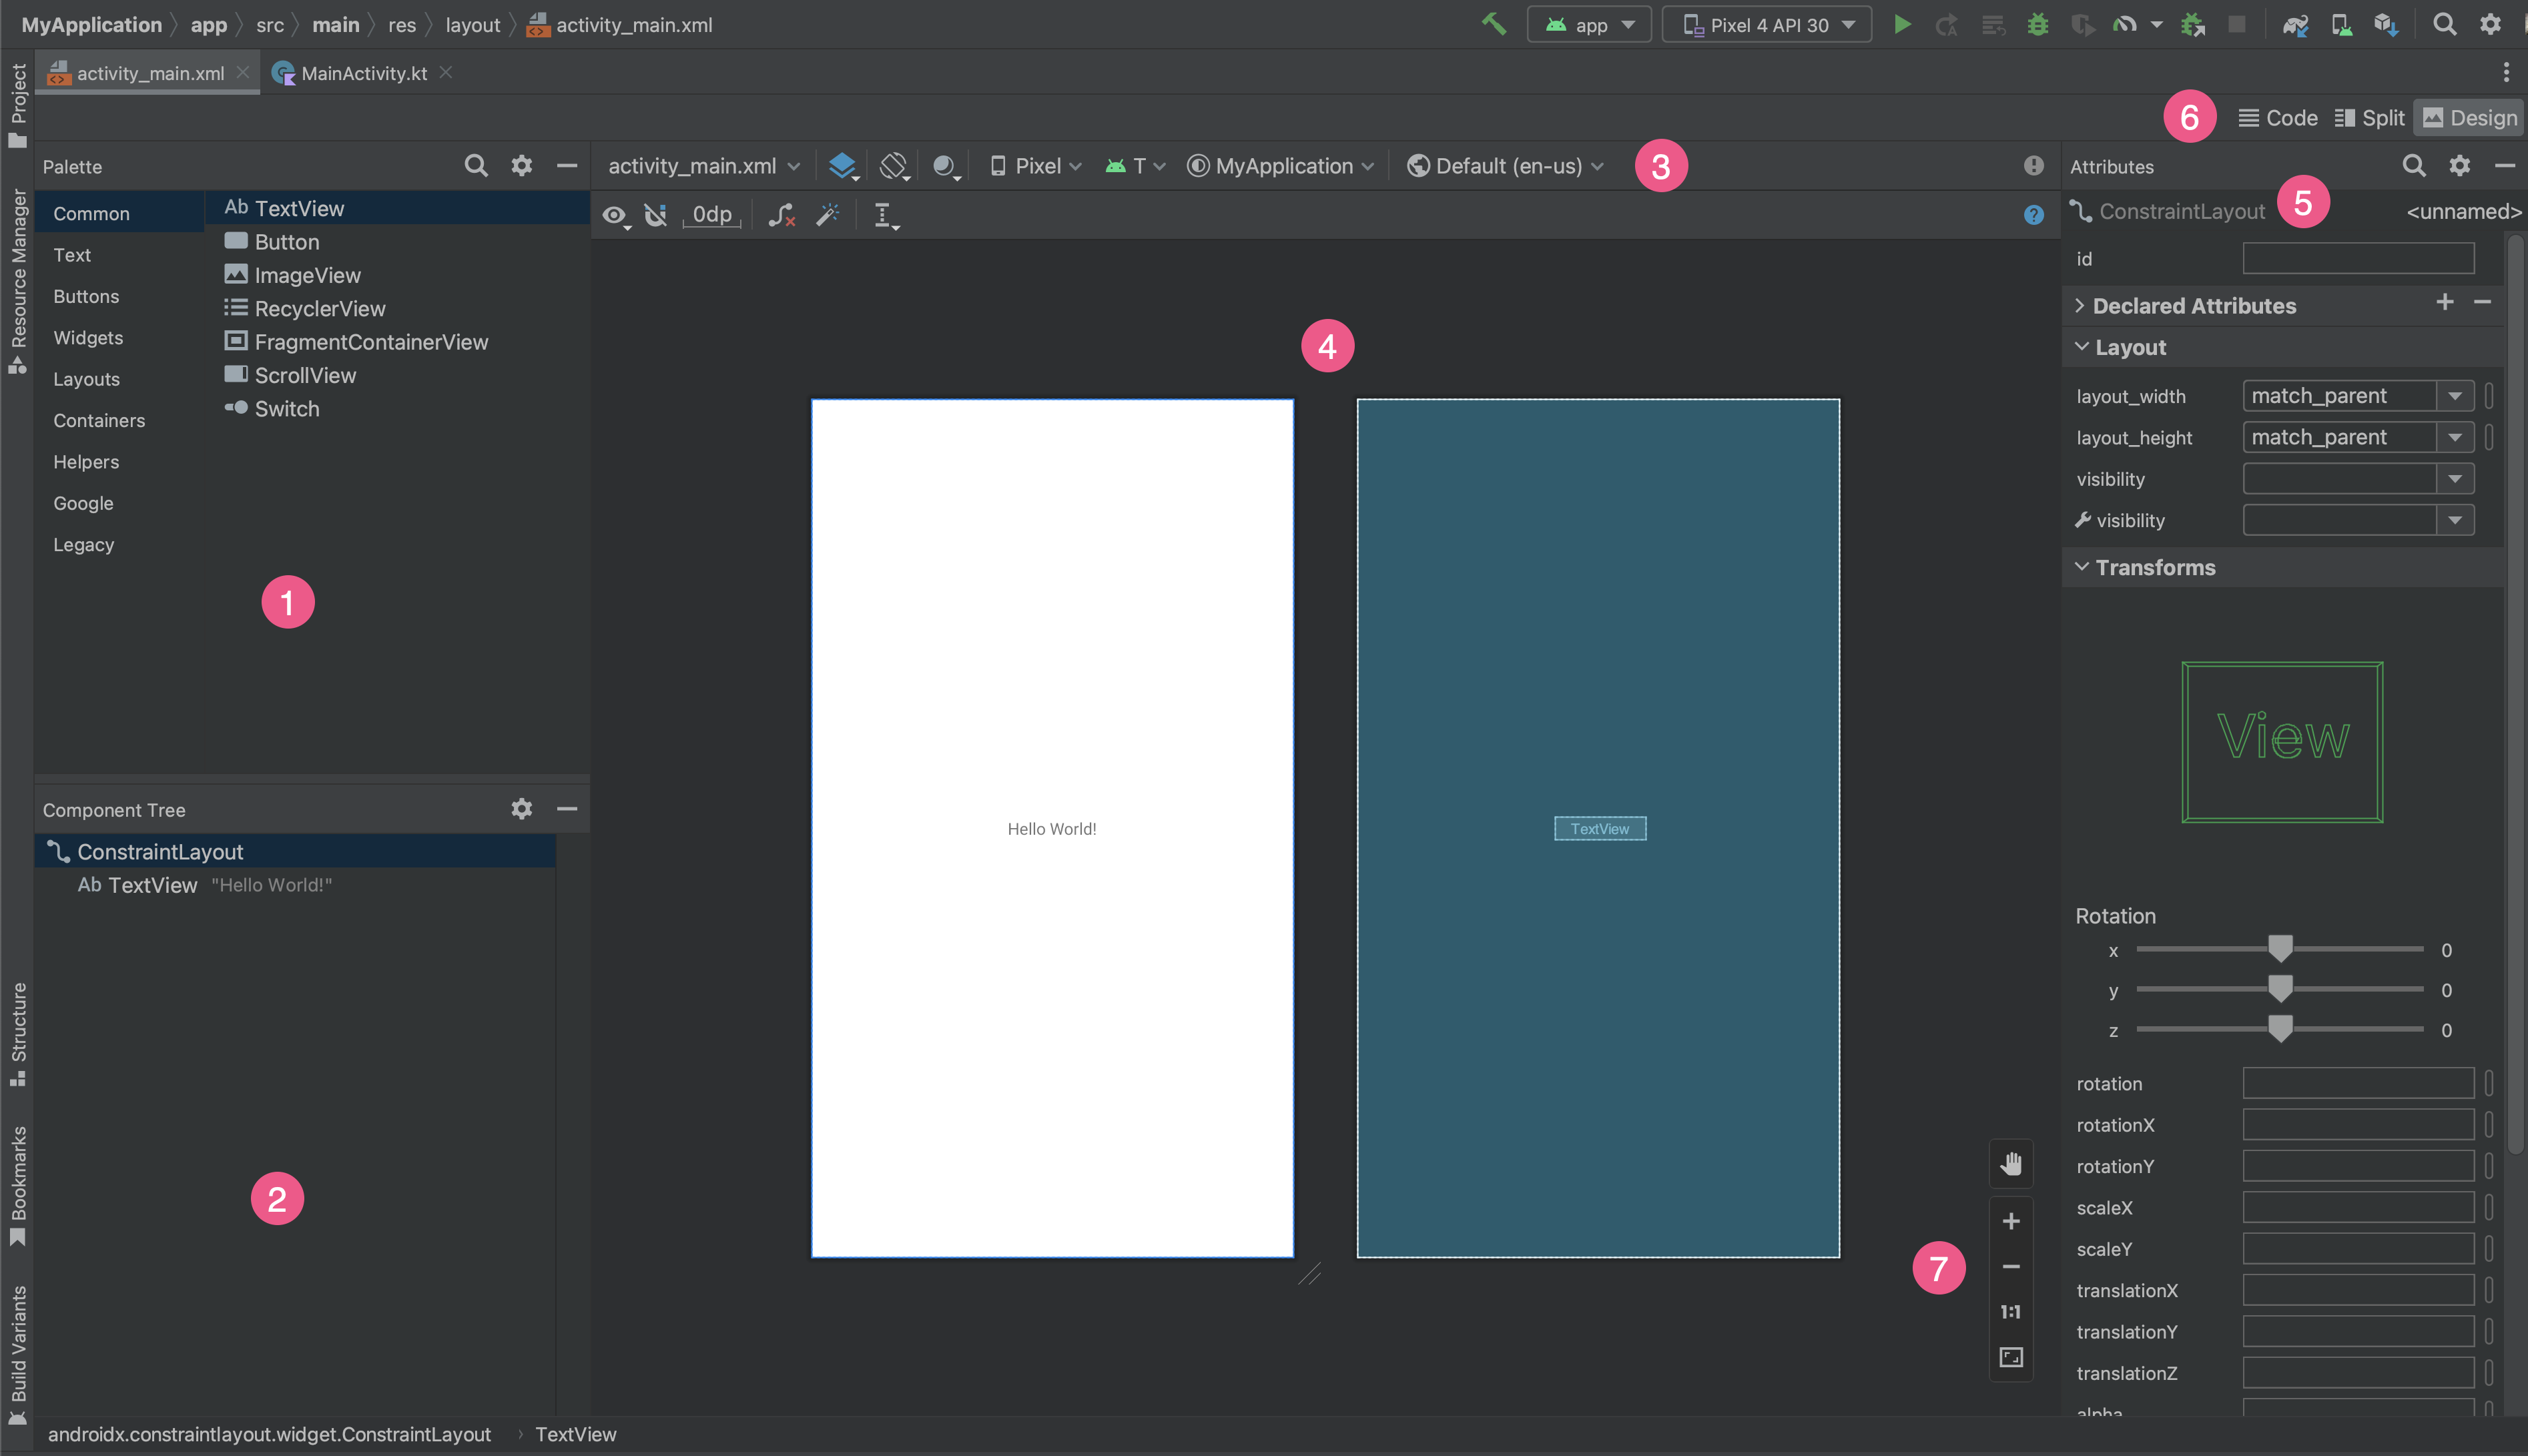 MyApplication app src main res layout activity_main.xml
app
Pixel 4 API 30
activity_main.xml
MainActivity.kt
Project
Resource Manager
Structure
Bookmarks
Build Variants
6
Code
Split
Design
Palette
Common
Text
Buttons
Widgets
Layouts
Containers
Helpers
Google
Legacy
Ab TextView
Button
ImageView
RecyclerView
FragmentContainerView
ScrollView
Switch
1
Component Tree
ConstraintLayout
Ab TextView "Hello World!"
2
activity_main.xml
Pixel
T
MyApplication
Default (en-us)
3
0dp
4
Hello World!
TextView
7
1:1
Attributes
ConstraintLayout
5
<unnamed>
id
Declared Attributes
Layout
layout_width match_parent
layout_height match_parent
visibility
visibility
Transforms
View
Rotation
x 0
y 0
z 0
rotation
rotationX
rotationY
scaleX
scaleY
translationX
translationY
translationZ
alpha
androidx.constraintlayout.widget.ConstraintLayout TextView